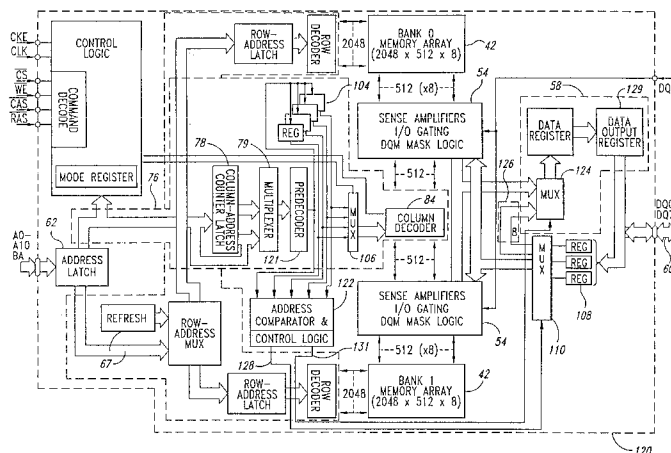 CKE
CLK
CS
WE
CAS
RAS
CONTROL
LOGIC
COMMAND
DECODE
MODE REGISTER
76
62
A0-
A10
BA
ADDRESS
LATCH
REFRESH
67
ROW-
ADDRESS
MUX
ROW-ADDRESS
LATCH
ROW
DECODER
2048
BANK 0
MEMORY ARRAY
(2048 x 512 x 8)
42
512 (x8)
54
SENSE AMPLIFIERS
I/O GATING
DQM MASK LOGIC
512
104
REG
78
COLUMN-ADDRESS
COUNTER LATCH
79
MULTIPLEXER
PREDECODER
121
MUX
106
84
COLUMN
DECODER
512
122
ADDRESS
COMPARATOR &
CONTROL LOGIC
128
131
SENSE AMPLIFIERS
I/O GATING
DQM MASK LOGIC
54
512 (x8)
ROW-
ADDRESS
LATCH
ROW
DECODER
2048
BANK 1
MEMORY ARRAY
(2048 x 512 x 8)
42
58
129
DATA
REGISTER
DATA
OUTPUT
REGISTER
126
124
MUX
8
MUX
REG
REG
REG
108
110
120